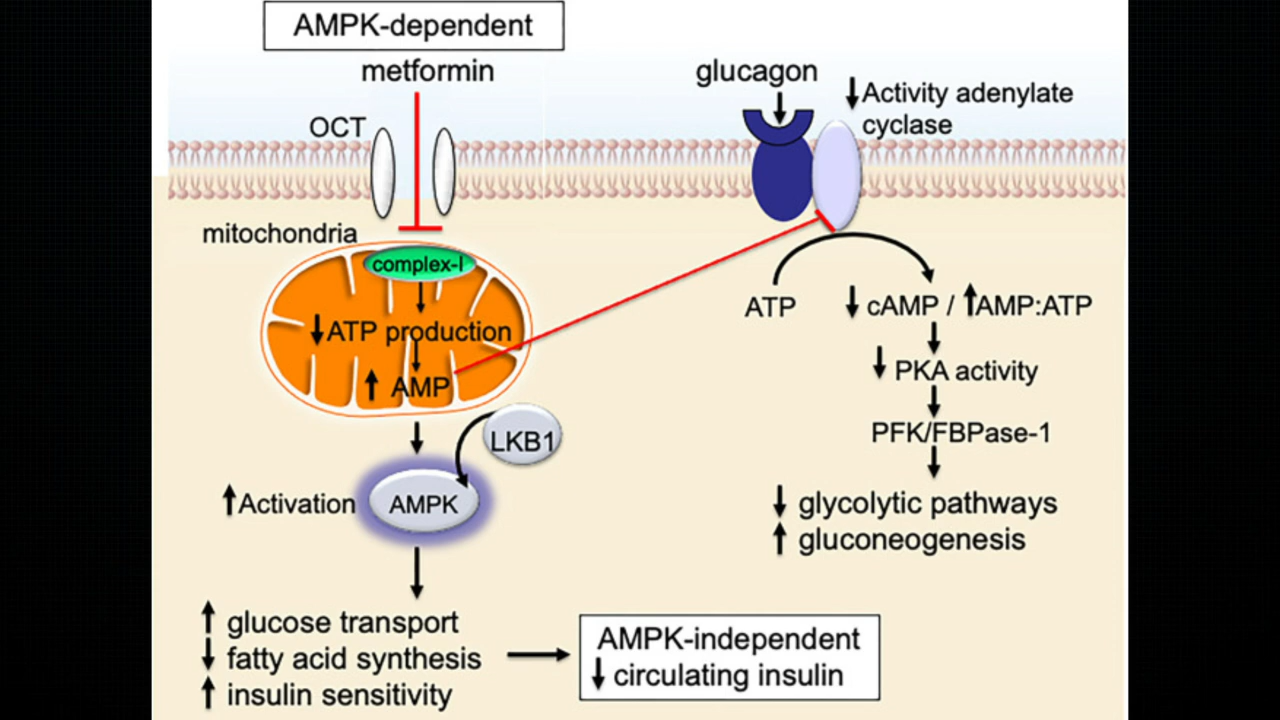 AMPK-dependent
metformin
OCT
mitochondria
complex-I
↓ATP production
↑ AMP
LKB1
↑Activation
AMPK
↑ glucose transport
↓ fatty acid synthesis
↑ insulin sensitivity
AMPK-independent
↓ circulating insulin
glucagon
↓Activity adenylate
cyclase
ATP
↓ cAMP / ↑AMP:ATP
↓ PKA activity
PFK/FBPase-1
↓ glycolytic pathways
↑ gluconeogenesis